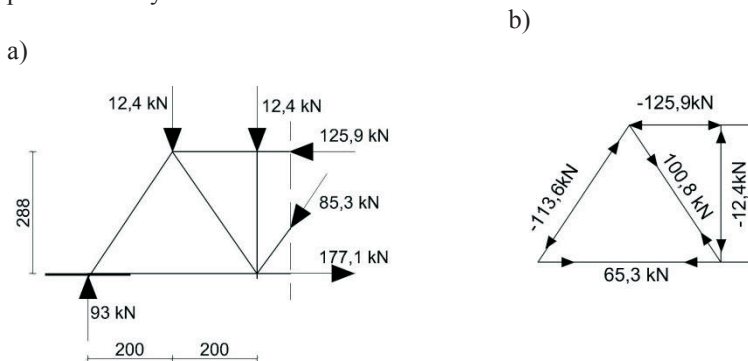 b)
a)
12,4 kN
12,4 kN
125,9 kN
85,3 kN
177,1 kN
288
93 kN
200
200
-125,9kN
-113,6kN
100,8 kN
-12,4kN
65,3 kN